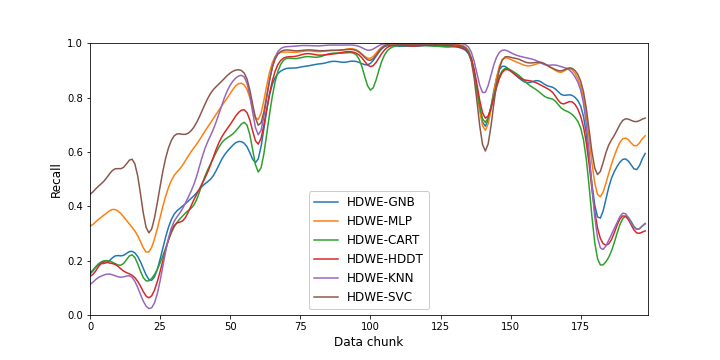 1.0
0.8
0.6
0.4
0.2
0.0
Recall
HDWE-GNB
HDWE-MLP
HDWE-CART
HDWE-HDDT
HDWE-KNN
HDWE-SVC
0 25 50 75 100 125 150 175
Data chunk